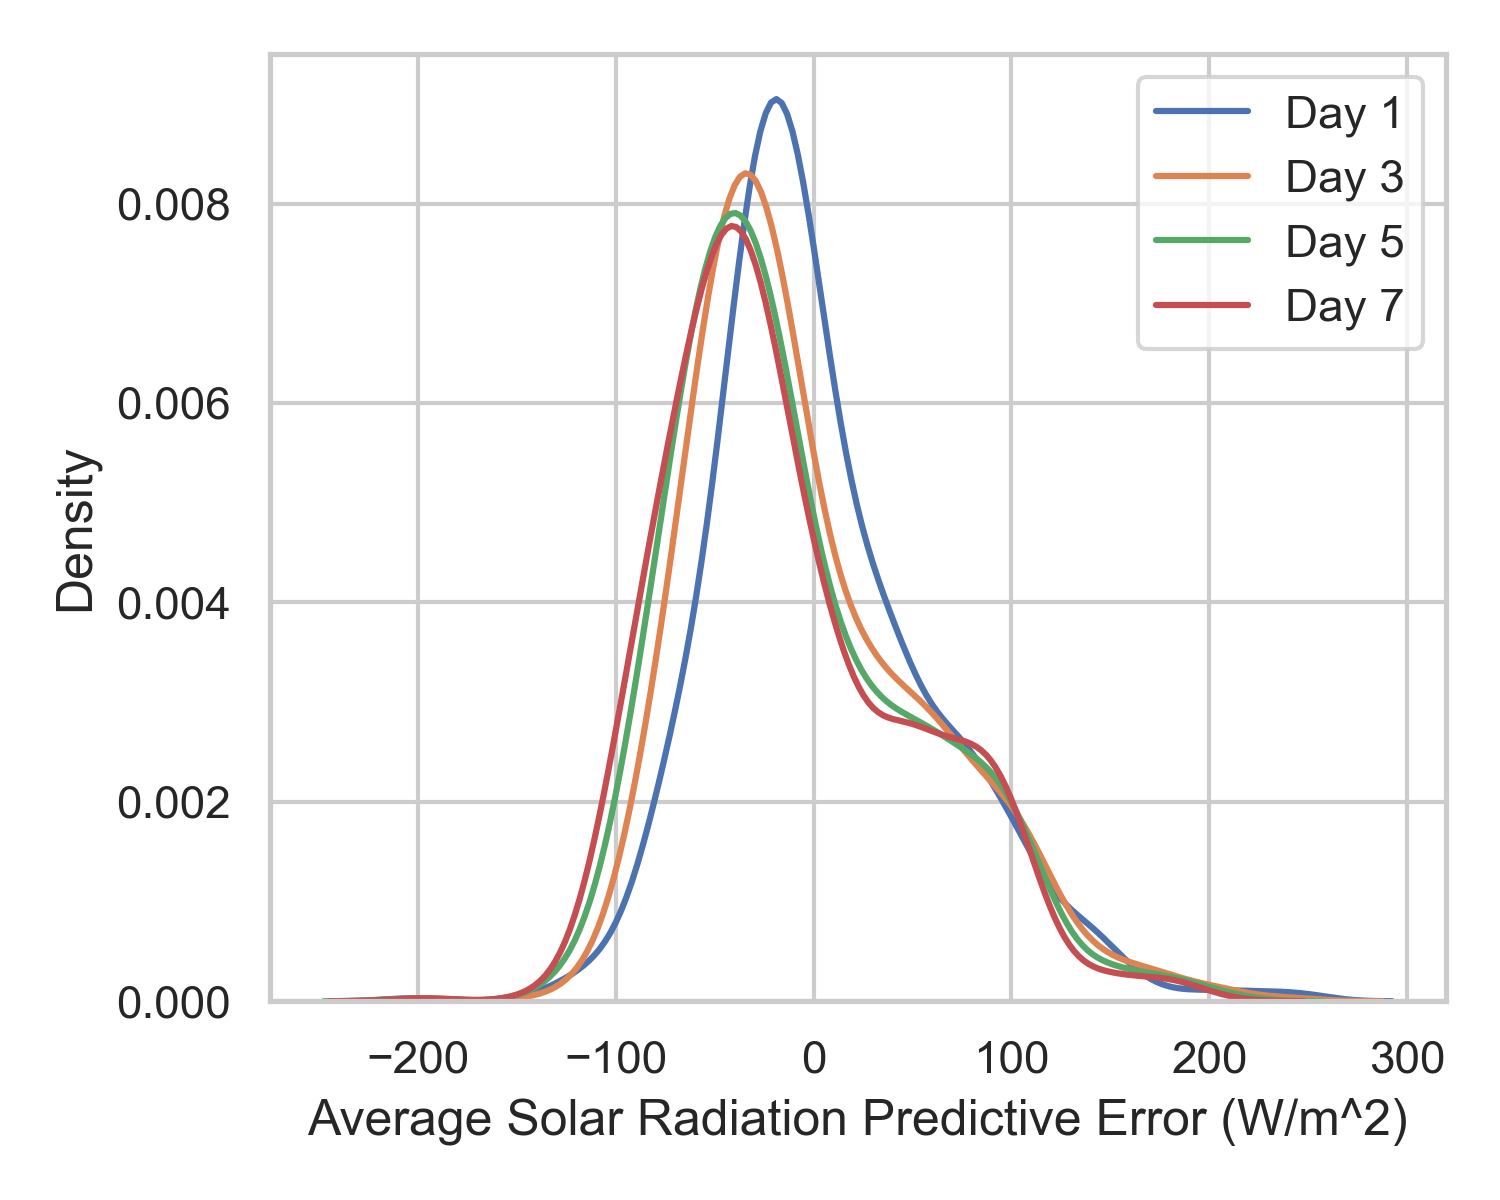 Day 1
Day 3
Day 5
Day 7
0.008
0.006
0.004
0.002
0.000
Density
−200 −100 0 100 200 300
Average Solar Radiation Predictive Error (W/m^2)